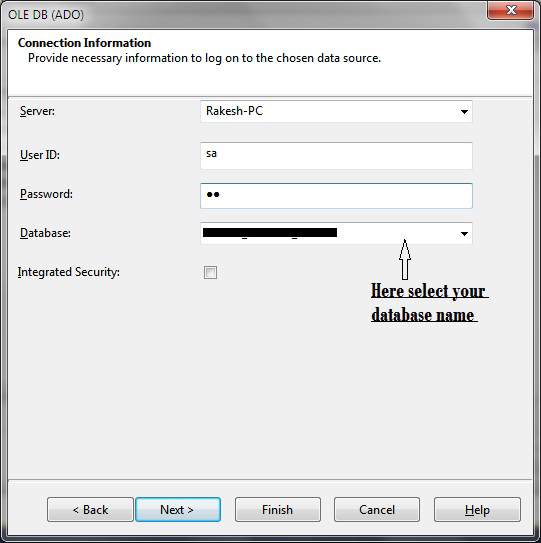 OLE DB (ADO)
Connection Information
Provide necessary information to log on to the chosen data source.
Server: Rakesh-PC
User ID: sa
Password: ●●
Database:
Integrated Security:
Here select your
database name
< Back Next > Finish Cancel Help